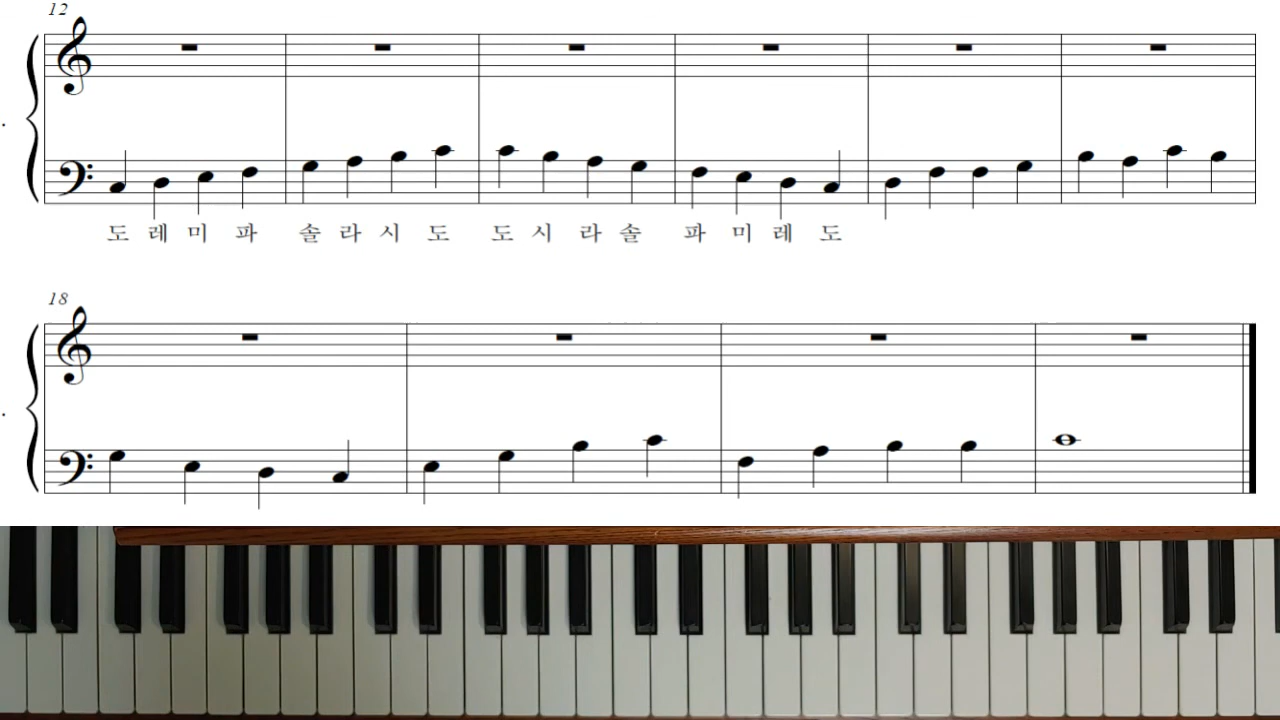 12
도 레 미 파 솔 라 시 도 도 시 라 솔 파 미 레 도
18